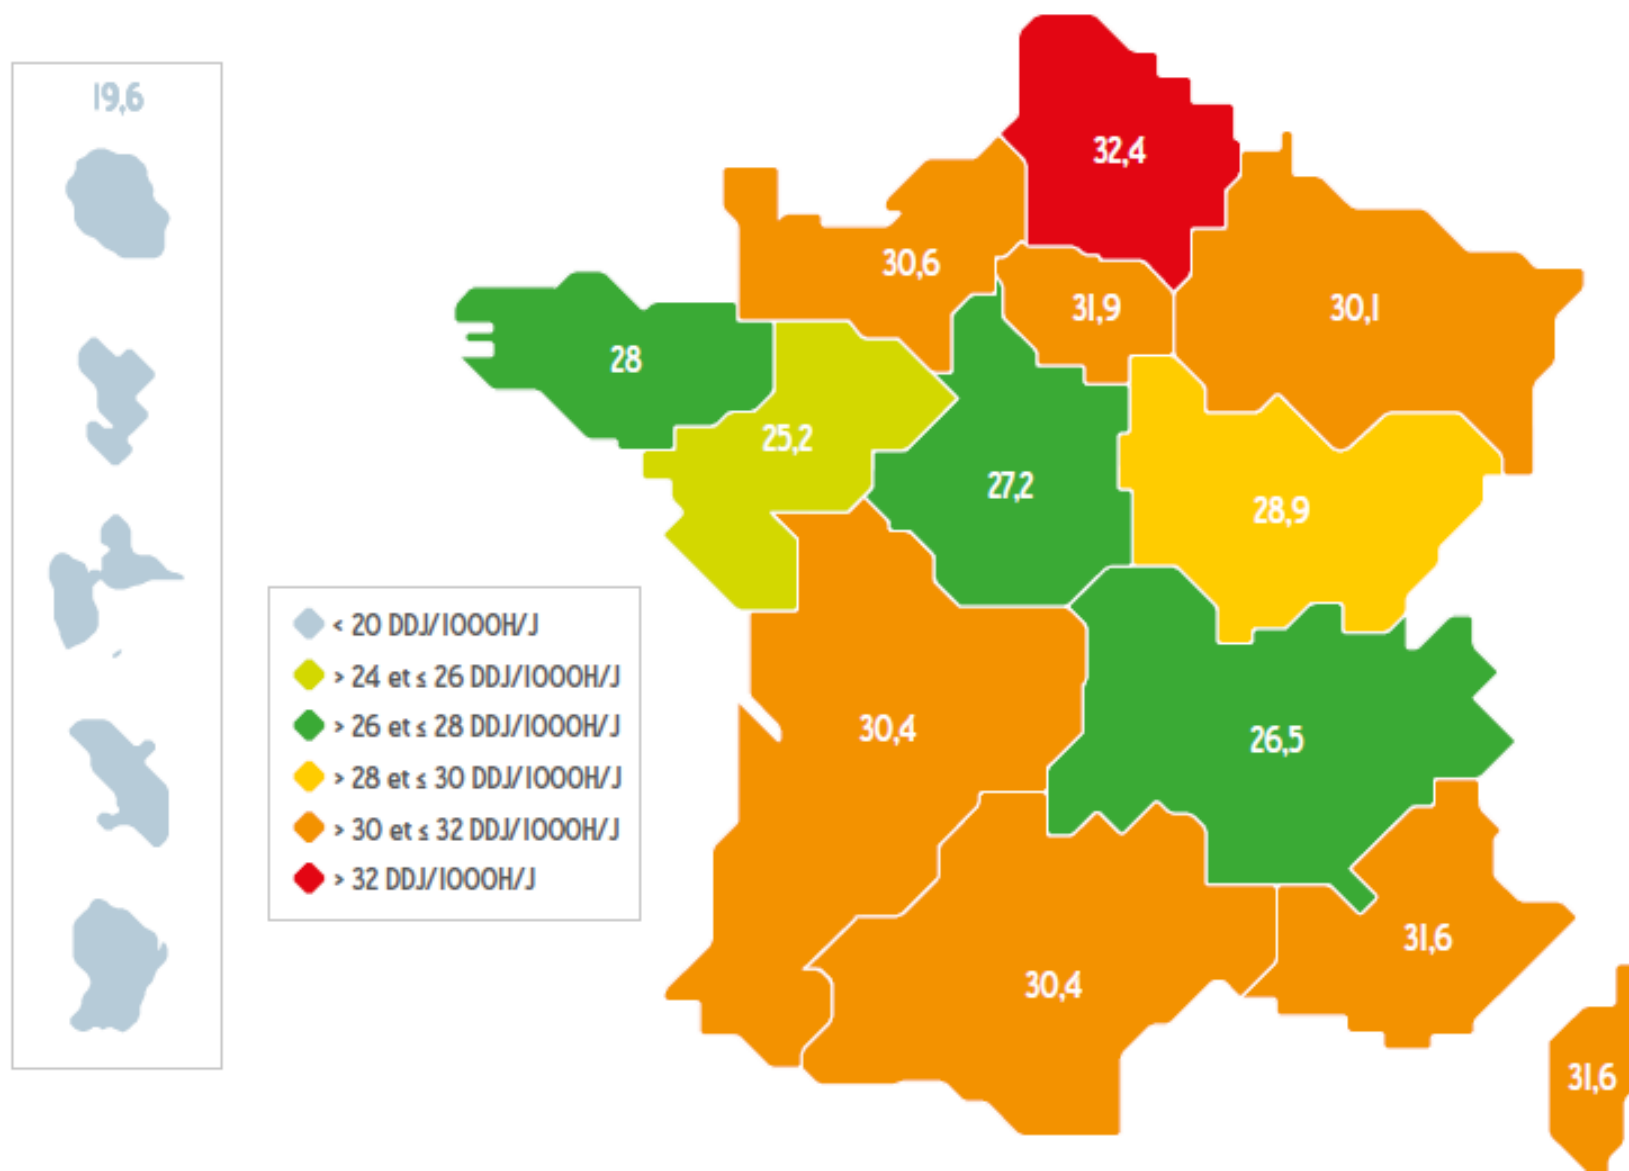 19,6
32,4
30,6
31,9
30,1
28
25,2
27,2
28,9
30,4
26,5
31,6
30,4
31,6
< 20 DDJ/1000H/J
> 24 et ≤ 26 DDJ/1000H/J
> 26 et ≤ 28 DDJ/1000H/J
> 28 et ≤ 30 DDJ/1000H/J
> 30 et ≤ 32 DDJ/1000H/J
> 32 DDJ/1000H/J